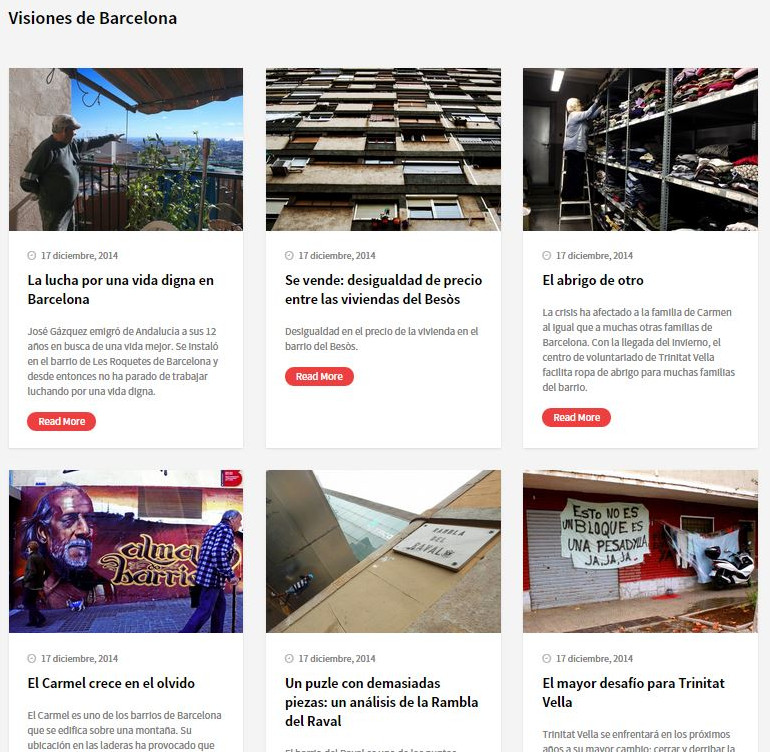 Visiones de Barcelona
17 diciembre, 2014
La lucha por una vida digna en
Barcelona
José Gázquez emigró de Andalucía a sus 12
años en busca de una vida mejor. Se instaló
en el barrio de Les Roquetes de Barcelona y
desde entonces no ha parado de trabajar
luchando por una vida digna.
Read More
17 diciembre, 2014
Se vende: desigualdad de precio
entre las viviendas del Besòs
Desigualdad en el precio de la vivienda en el
barrio del Besòs.
Read More
17 diciembre, 2014
El abrigo de otro
La crisis ha afectado a la familia de Carmen
al igual que a muchas otras familias de
Barcelona. Con la llegada del invierno, el
centro de voluntariado de Trinitat Vella
facilita ropa de abrigo para muchas familias
del barrio.
Read More
alma
Barrio
17 diciembre, 2014
El Carmel crece en el olvido
El Carmel es uno de los barrios de Barcelona
que se edifica sobre una montaña. Su
ubicación en las laderas ha provocado que
RAMBLA
DEL
RAVAL
17 diciembre, 2014
Un puzle con demasiadas
piezas: un análisis de la Rambla
del Raval
ESTO NO ES
UN BLOQUE ES
UNA PESADILLA
JA, JA, JA
17 diciembre, 2014
El mayor desafío para Trinitat
Vella
Trinitat Vella se enfrentará en los próximos
años a su mayor cambio: cerrar y derribar la